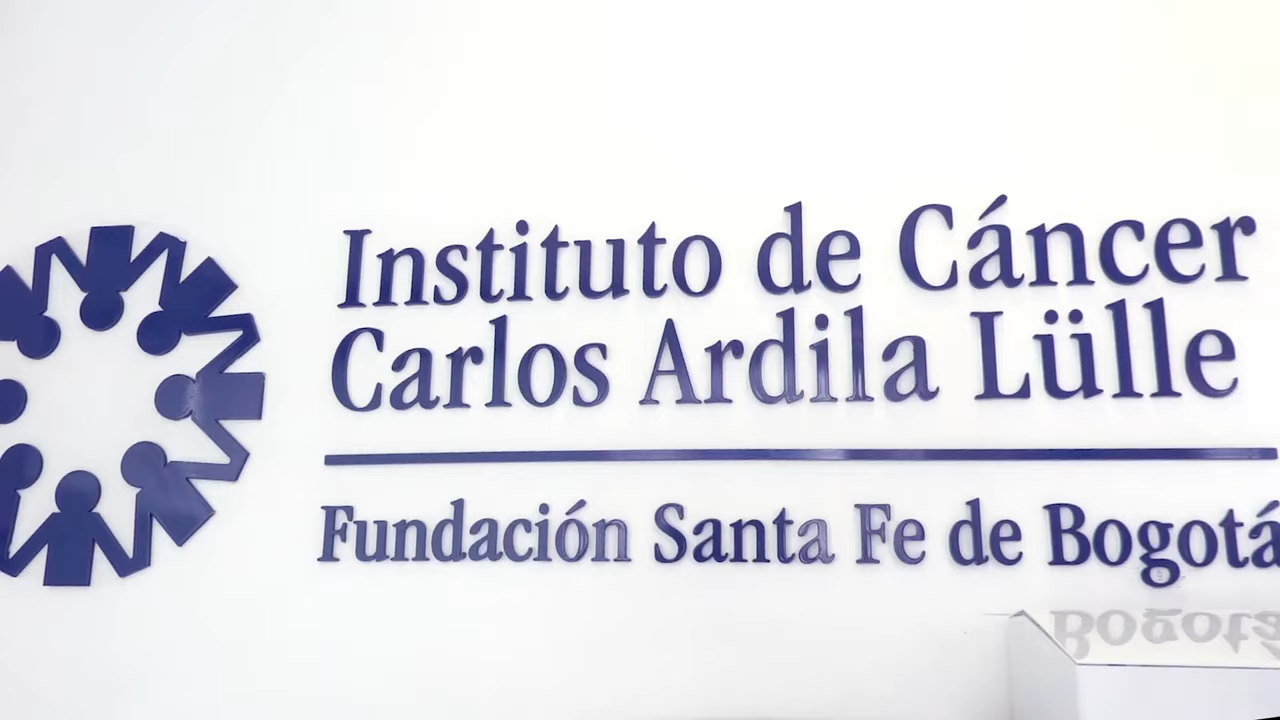 Instituto de Cáncer
Carlos Ardila Lülle
Fundación Santa Fe de Bogotá